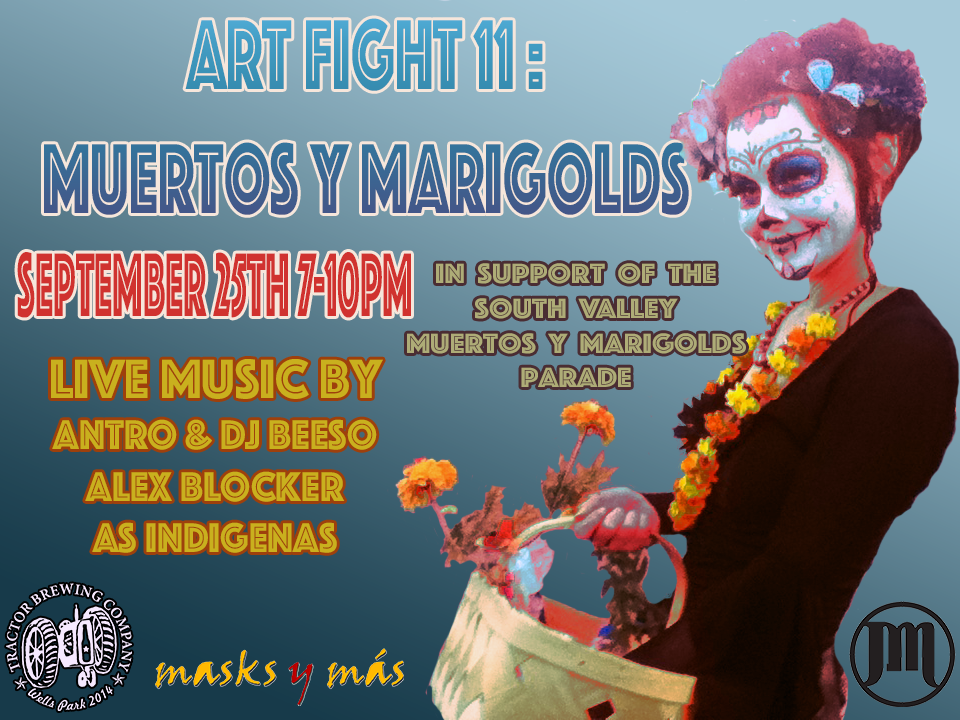 ART FIGHT 11 :
MUERTOS Y MARIGOLDS
SEPTEMBER 25TH 7-10PM
IN SUPPORT OF THE
SOUTH VALLEY
MUERTOS Y MARIGOLDS
PARADE
LIVE MUSIC BY
ANTRO & DJ BEESO
ALEX BLOCKER
AS INDIGENAS
TRACTOR BREWING COMPANY
Wells Park 2014
masks y más
JM